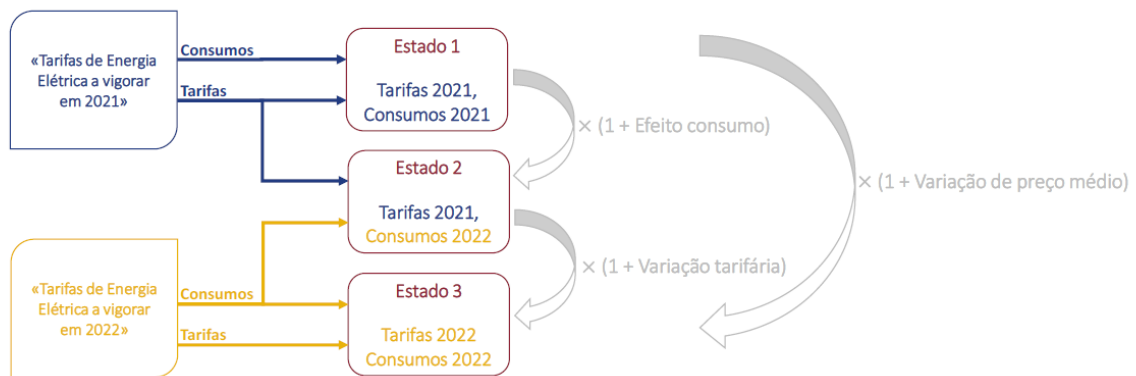 «Tarifas de Energia
Elétrica a vigorar
em 2021»
Consumos
Tarifas
Estado 1
Tarifas 2021,
Consumos 2021
× (1 + Efeito consumo)
Estado 2
Tarifas 2021,
Consumos 2022
× (1 + Variação de preço médio)
«Tarifas de Energia
Elétrica a vigorar
em 2022»
Consumos
Tarifas
× (1 + Variação tarifária)
Estado 3
Tarifas 2022
Consumos 2022